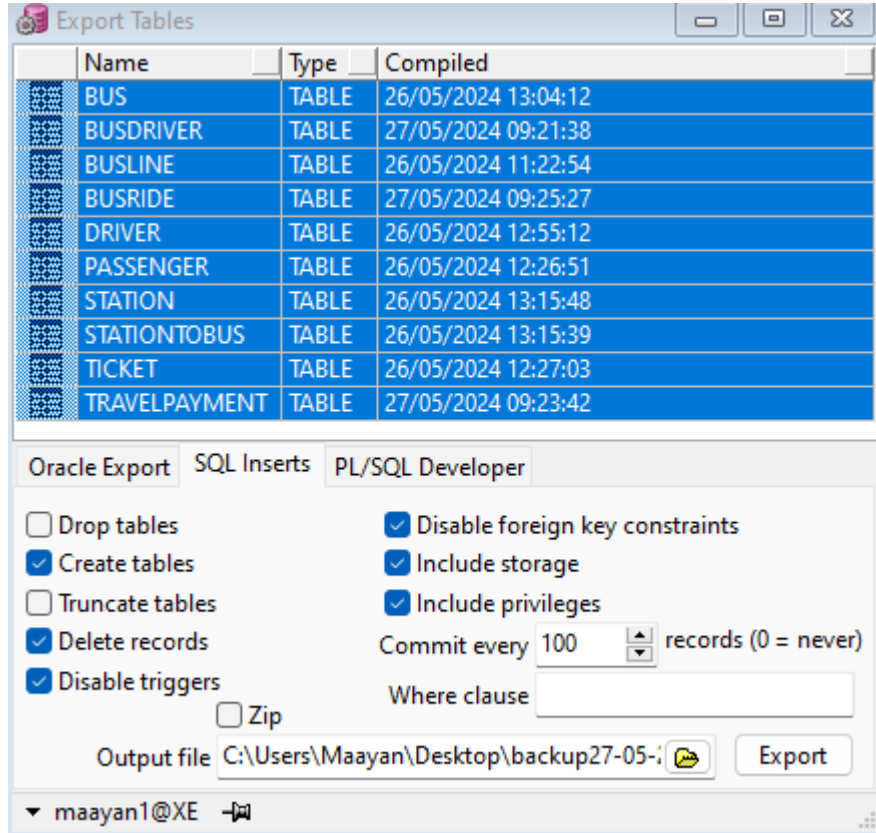 Export Tables
Name Type Compiled
BUS TABLE 26/05/2024 13:04:12
BUSDRIVER TABLE 27/05/2024 09:21:38
BUSLINE TABLE 26/05/2024 11:22:54
BUSRIDE TABLE 27/05/2024 09:25:27
DRIVER TABLE 26/05/2024 12:55:12
PASSENGER TABLE 26/05/2024 12:26:51
STATION TABLE 26/05/2024 13:15:48
STATIONTOBUS TABLE 26/05/2024 13:15:39
TICKET TABLE 26/05/2024 12:27:03
TRAVELPAYMENT TABLE 27/05/2024 09:23:42
Oracle Export SQL Inserts PL/SQL Developer
Drop tables Disable foreign key constraints
Create tables Include storage
Truncate tables Include privileges
Delete records Commit every 100 records (0 = never)
Disable triggers Where clause
Zip
Output file C:\Users\Maayan\Desktop\backup27-05- Export
maayan1@XE